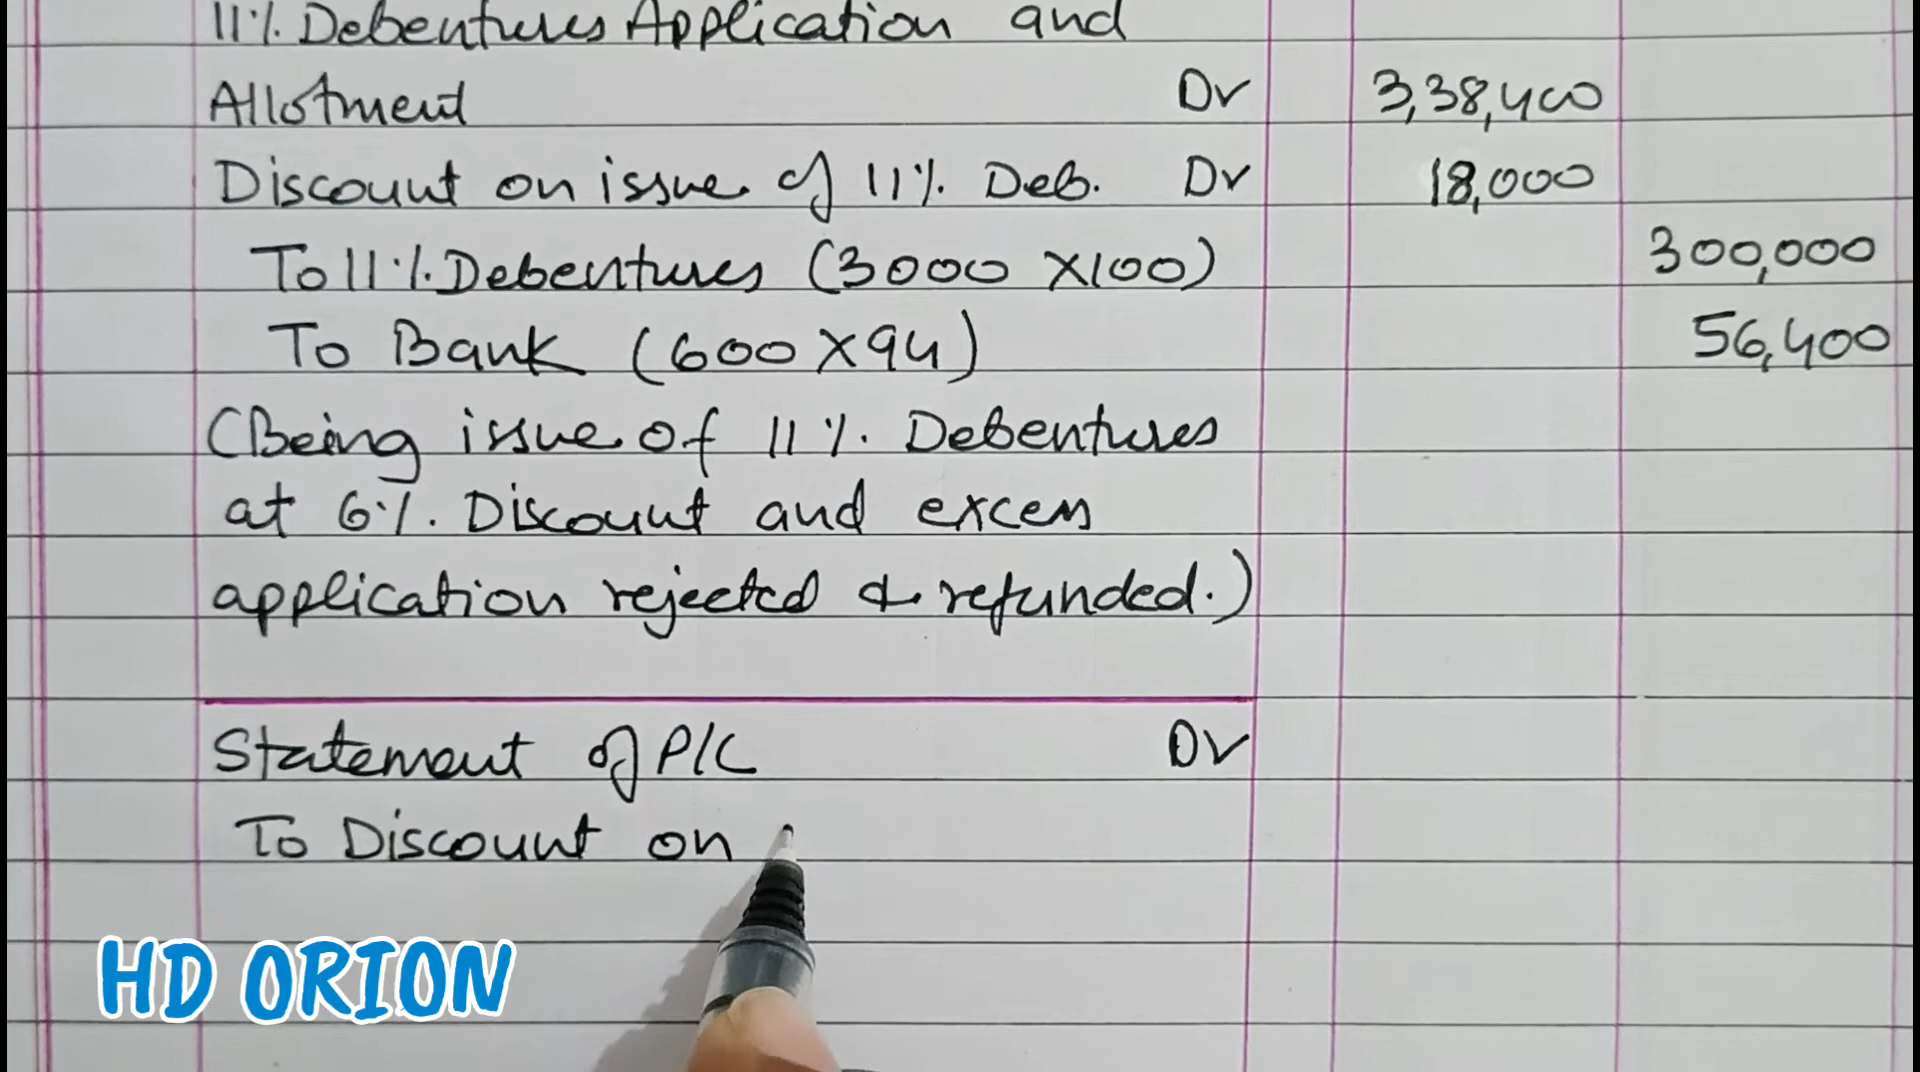 11%. Debentures Application and
Allotment Dr 3,38,400
Discount on issue of 11%. Deb. Dr 18,000
To 11%. Debentures (3000 X100) 300,000
To Bank (600 X94) 56,400
(Being issue of 11%. Debentures
at 6%. Discount and excess
application rejected & refunded.)
Statement of P/L Dr
To Discount on
HD ORION